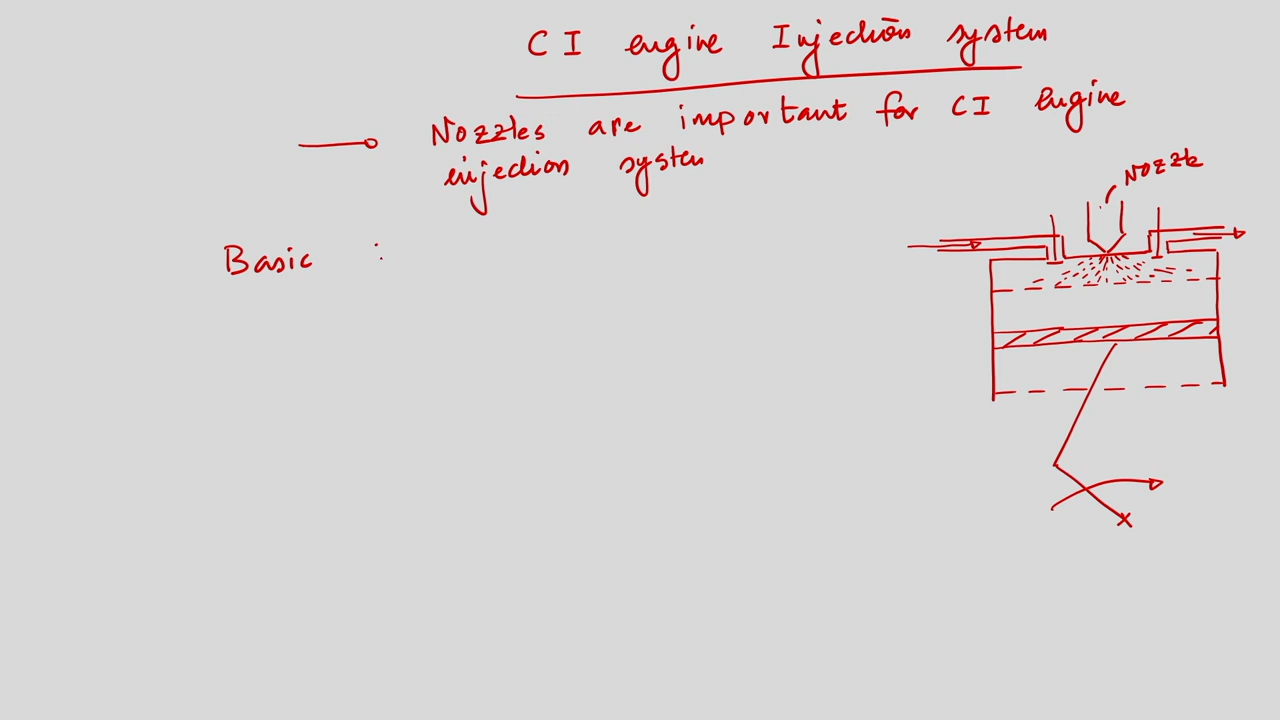 CI engine Injection system
Nozzles are important for CI engine
injection system
Nozzle
Basic :